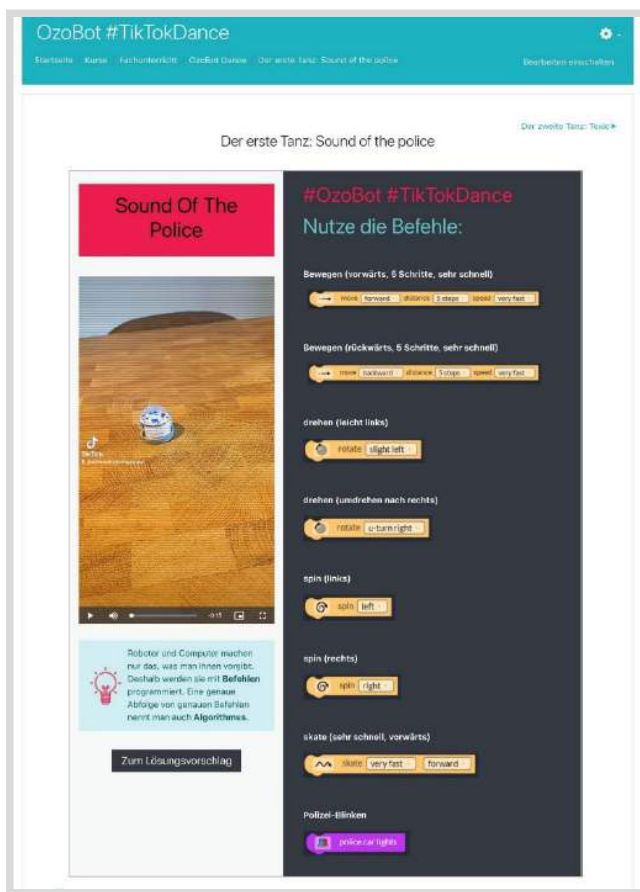 OzoBot #TikTokDance
Startseite Kurse Fachunterricht OzoBot Dance Der erste Tanz: Sound of the police
Bearbeiten einschalten
Der zweite Tanz: Toxic ▶
Der erste Tanz: Sound of the police
Sound Of The
Police
TikTok
-0:15
Roboter und Computer machen
nur das, was man ihnen vorgibt.
Deshalb werden sie mit Befehlen
programmiert. Eine genaue
Abfolge von genauen Befehlen
nennt man auch Algorithmus.
Zum Lösungsvorschlag
#OzoBot #TikTokDance
Nutze die Befehle:
Bewegen (vorwärts, 5 Schritte, sehr schnell)
move forward distance 5 steps speed very fast
Bewegen (rückwärts, 5 Schritte, sehr schnell)
move backward distance 5 steps speed very fast
drehen (leicht links)
rotate slight left
drehen (umdrehen nach rechts)
rotate u-turn right
spin (links)
spin left
spin (rechts)
spin right
skate (sehr schnell, vorwärts)
skate very fast forward
Polizei-Blinken
police car lights